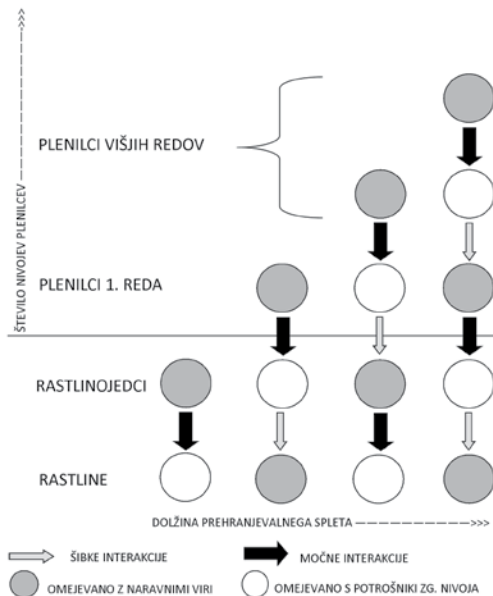 ŠTEVILO NIVOJEV PLENILCEV ---------->>>
PLENILCI VIŠJIH REDOV
PLENILCI 1. REDA
RASTLINOJEDCI
RASTLINE
DOLŽINA PREHRANJEVALNEGA SPLETA ---------->>>
ŠIBKE INTERAKCIJE
MOČNE INTERAKCIJE
OMEJEVANO Z NARAVNIMI VIRI
OMEJEVANO S POTROŠNIKI ZG. NIVOJA